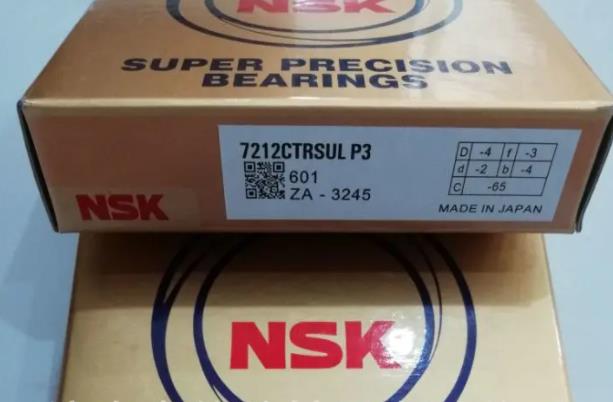 NSK
SUPER PRECISION
BEARINGS
7212CTRSUL P3
601
ZA - 3245
D -4 f -3
d -2 b -4
C -65
MADE IN JAPAN
NSK
NSK